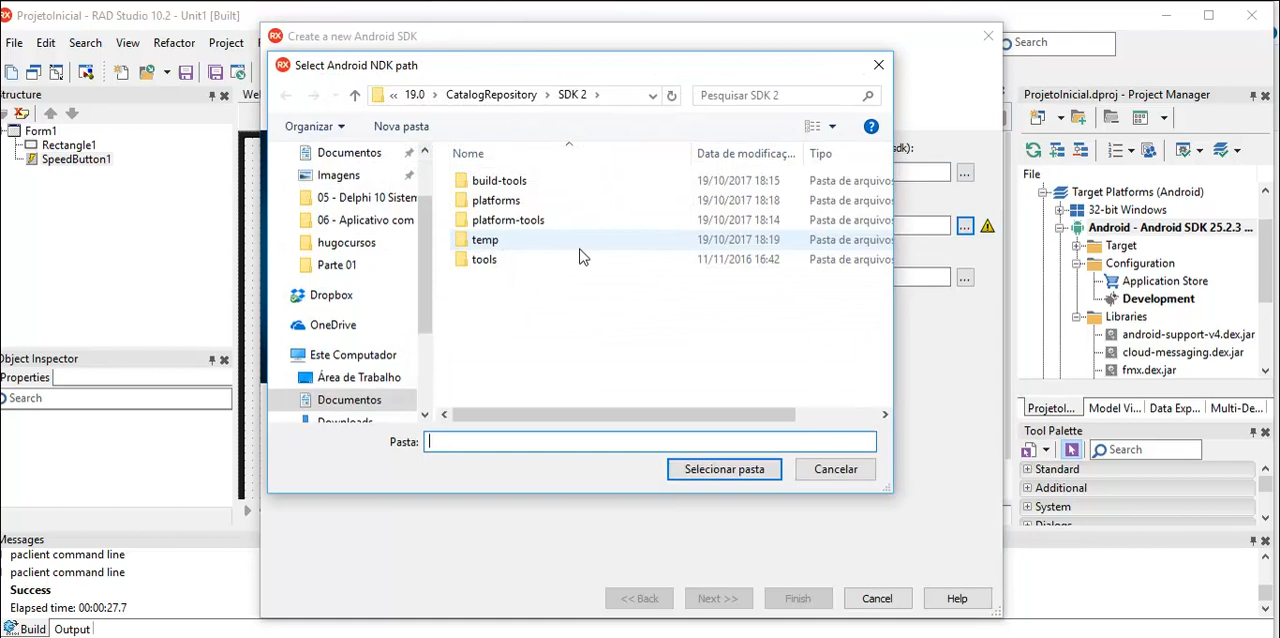 ProjetoInicial - RAD Studio 10.2 - Unit1 [Built]
File Edit Search View Refactor Project
Search
Structure
Form1
Rectangle1
SpeedButton1
Object Inspector
Properties
Search
Messages
paclient command line
paclient command line
Success
Elapsed time: 00:00:27.7
Build Output
Create a new Android SDK
Select Android NDK path
« 19.0 > CatalogRepository > SDK 2 >
Pesquisar SDK 2
Organizar
Nova pasta
?
Documentos
Imagens
05 - Delphi 10 Sistem
06 - Aplicativo com
hugocursos
Parte 01
Dropbox
OneDrive
Este Computador
Área de Trabalho
Documentos
Downloads
Nome Data de modificaç... Tipo
build-tools 19/10/2017 18:15 Pasta de arquivos
platforms 19/10/2017 18:18 Pasta de arquivos
platform-tools 19/10/2017 18:14 Pasta de arquivos
temp 19/10/2017 18:19 Pasta de arquivos
tools 11/11/2016 16:42 Pasta de arquivos
Pasta:
Selecionar pasta Cancelar
sdk):
...
...
...
<< Back Next >> Finish Cancel Help
ProjetoInicial.dproj - Project Manager
File
Target Platforms (Android)
32-bit Windows
Android - Android SDK 25.2.3 ...
Target
Configuration
Application Store
Development
Libraries
android-support-v4.dex.jar
cloud-messaging.dex.jar
fmx.dex.jar
Projetol... Model Vi... Data Exp... Multi-De...
Tool Palette
Search
Standard
Additional
System
Dialogs